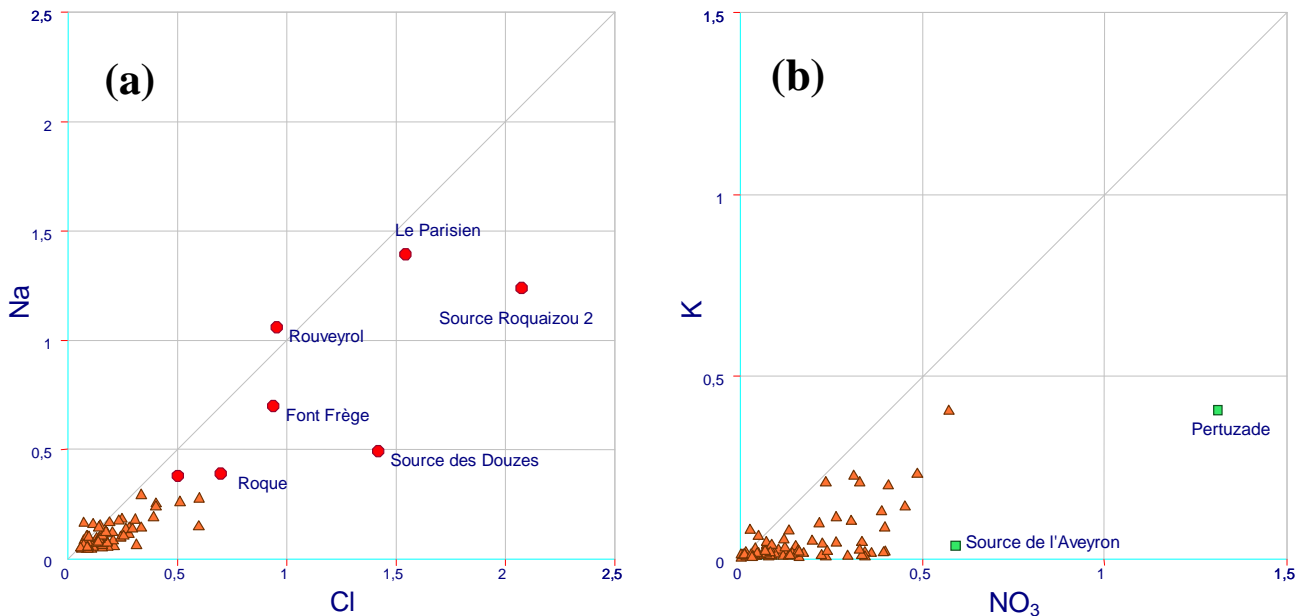 2,5
(a)
2
1,5
Le Parisien
Na
Source Roquaizou 2
Rouveyrol
1
Font Frège
0,5
Source des Douzes
Roque
0
0
0,5
1
1,5
2
2,5
Cl
1,5
(b)
1
K
0,5
Pertuzade
Source de l'Aveyron
0
0
0,5
1
1,5
NO₃